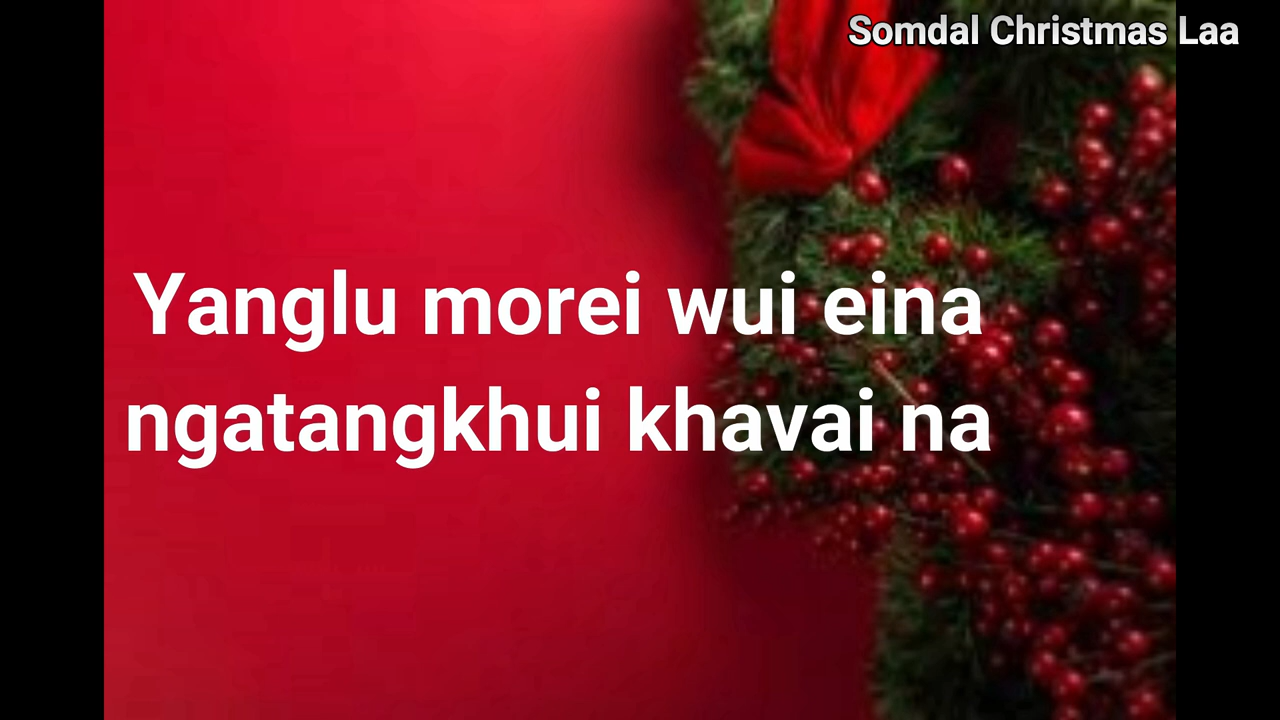 Somdal Christmas Laa
Yanglu morei wui eina
ngatangkhui khavai na